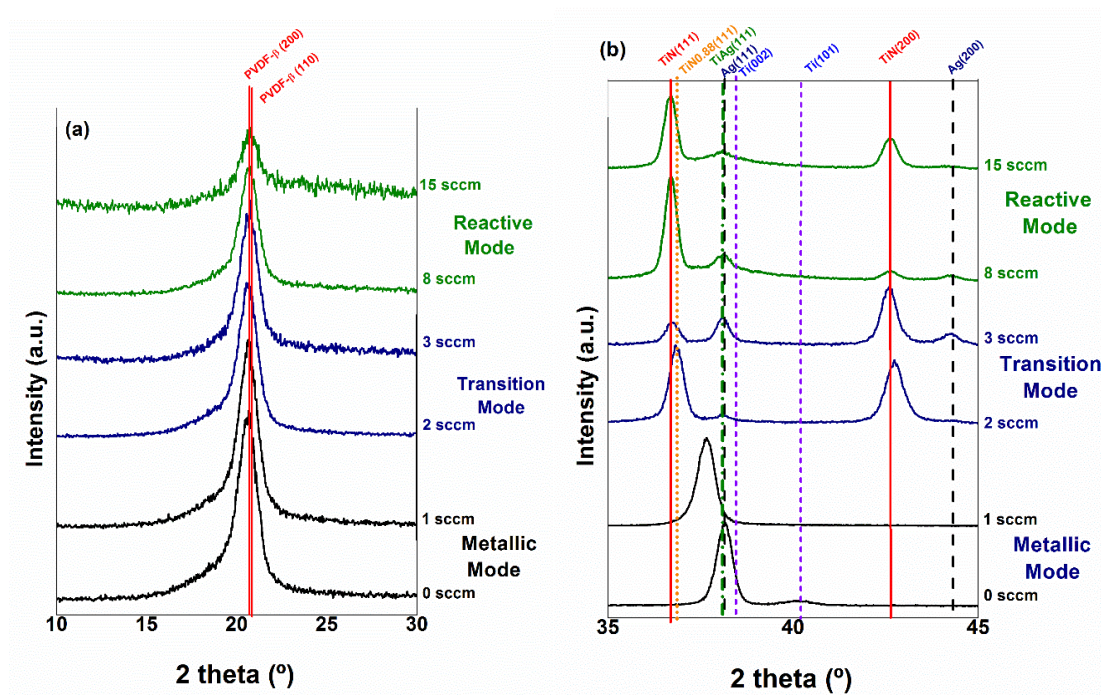 PVDF-β (200)
PVDF-β (110)
(a)
15 sccm
Reactive
Mode
8 sccm
3 sccm
Transition
Mode
2 sccm
1 sccm
Metallic
Mode
0 sccm
Intensity (a.u.)
10 15 20 25 30
2 theta (º)
TiN(111)
TiN0.88(111)
TiAg(111)
Ag(111)
Ti(002)
Ti(101)
TiN(200)
Ag(200)
(b)
15 sccm
Reactive
Mode
8 sccm
3 sccm
Transition
Mode
2 sccm
1 sccm
Metallic
Mode
0 sccm
Intensity (a.u.)
35 40 45
2 theta (º)